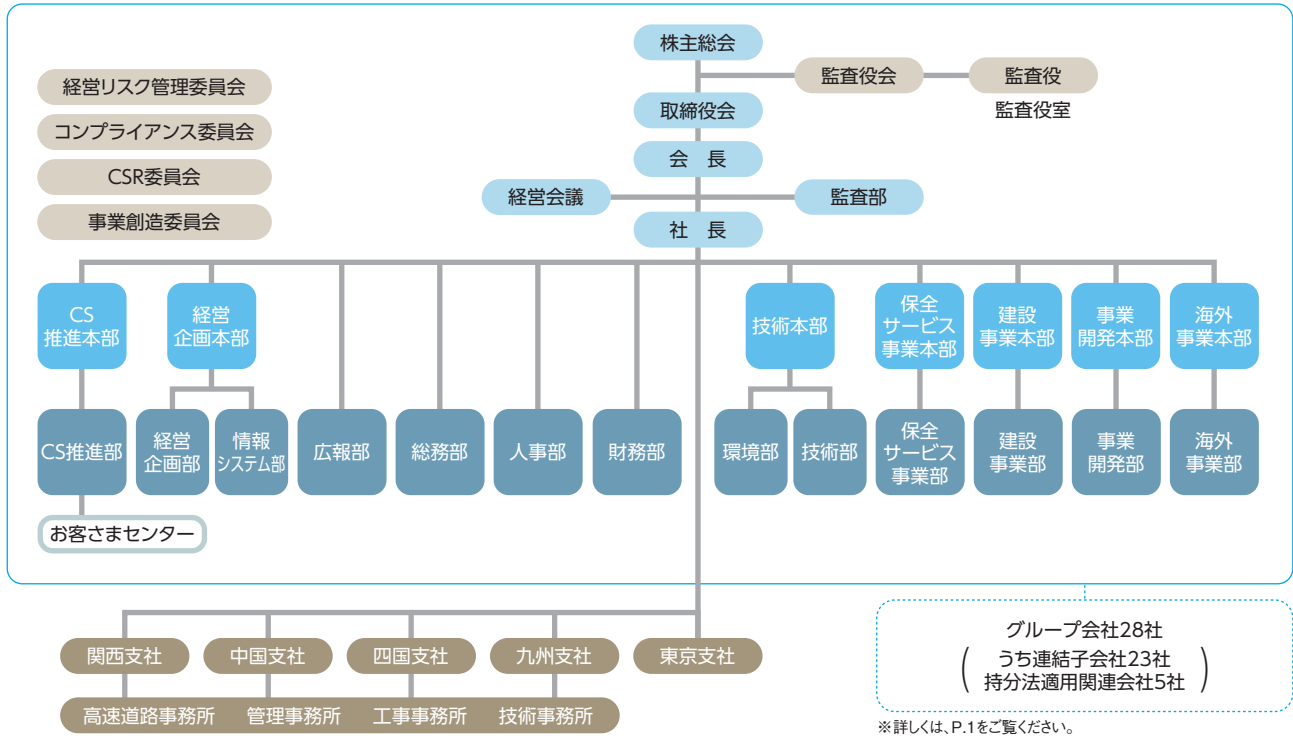 株主総会
監査役会
監査役
監査役室
経営リスク管理委員会
コンプライアンス委員会
CSR委員会
事業創造委員会
取締役会
会　長
経営会議
監査部
社　長
CS
推進本部
経営
企画本部
技術本部
保全
サービス
事業本部
建設
事業本部
事業
開発本部
海外
事業本部
CS推進部
経営
企画部
情報
システム部
広報部
総務部
人事部
財務部
環境部
技術部
保全
サービス
事業部
建設
事業部
事業
開発部
海外
事業部
お客さまセンター
関西支社
中国支社
四国支社
九州支社
東京支社
高速道路事務所
管理事務所
工事事務所
技術事務所
グループ会社28社
(うち連結子会社23社
持分法適用関連会社5社)
※詳しくは、P.1をご覧ください。